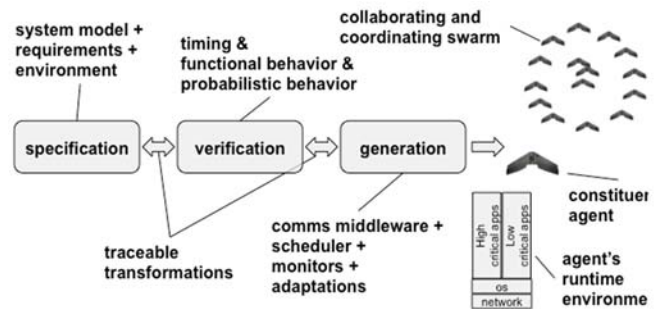 system model +
requirements +
environment
timing &
functional behavior &
probabilistic behavior
collaborating and
coordinating swarm
specification
verification
generation
traceable
transformations
comms middleware +
scheduler +
monitors +
adaptations
constituer
agent
High
critical apps
Low
critical apps
os
network
agent's
runtime
environme